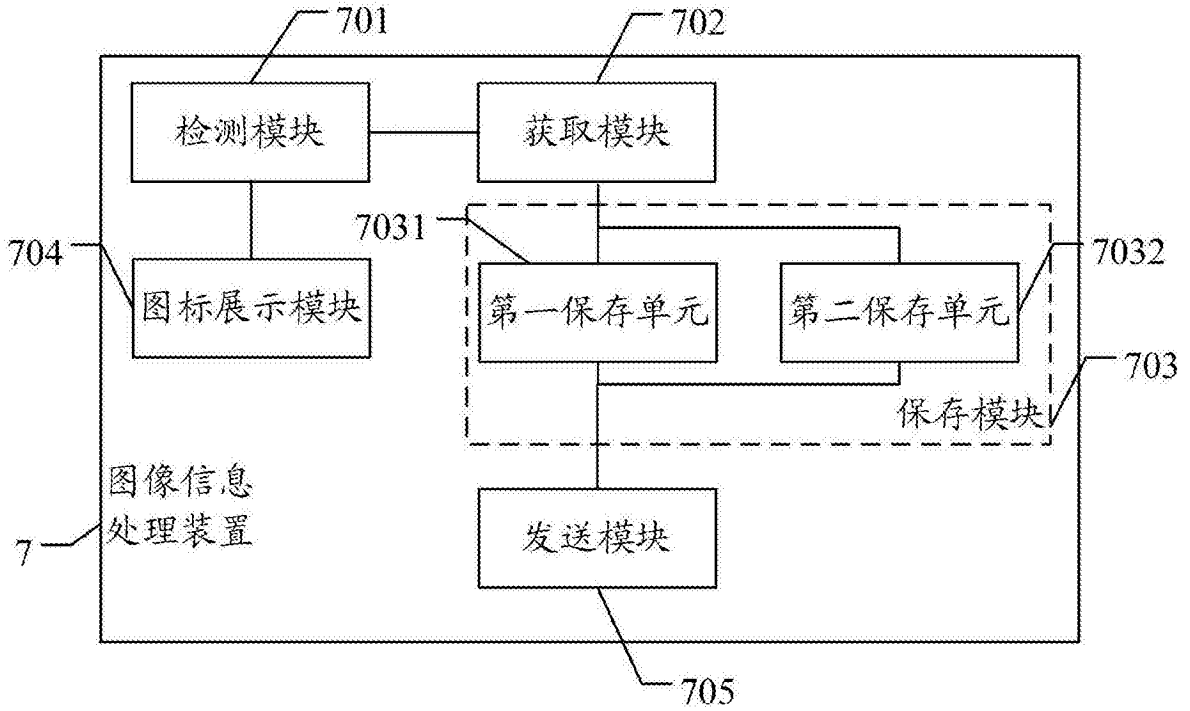 701
702
检测模块
获取模块
7031
704
7032
图标展示模块
第一保存单元
第二保存单元
703
保存模块
图像信息
处理装置
7
发送模块
705